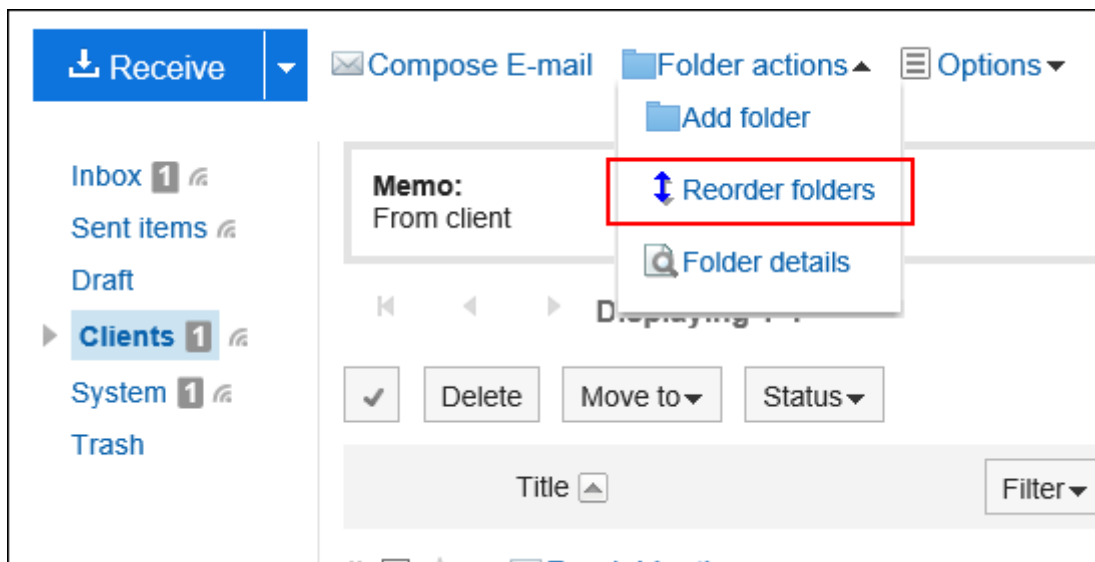 Receive
Compose E-mail
Folder actions
Options
Add folder
Reorder folders
Folder details
Inbox 1
Sent items
Draft
Clients 1
System 1
Trash
Memo:
From client
Delete
Move to
Status
Title
Filter